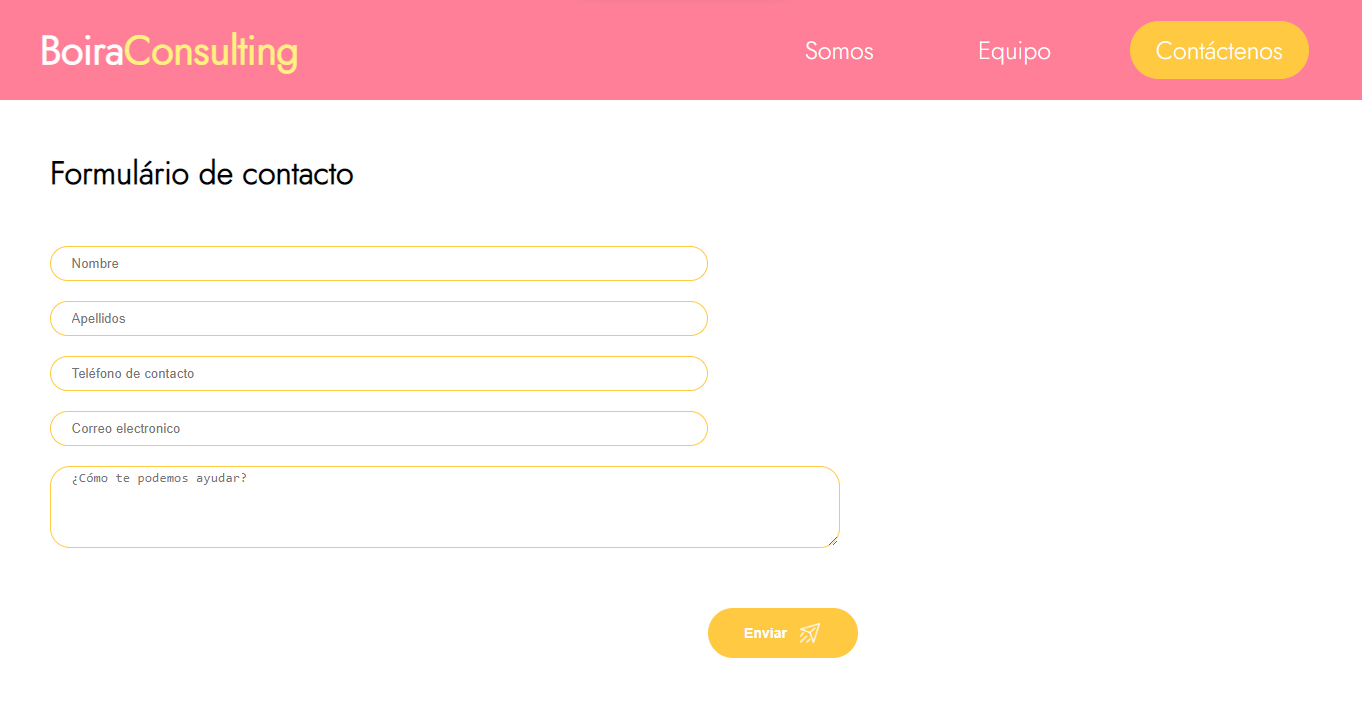 BoiraConsulting
Somos
Equipo
Contáctenos
Formulário de contacto
Nombre
Apellidos
Teléfono de contacto
Correo electronico
¿Cómo te podemos ayudar?
Enviar